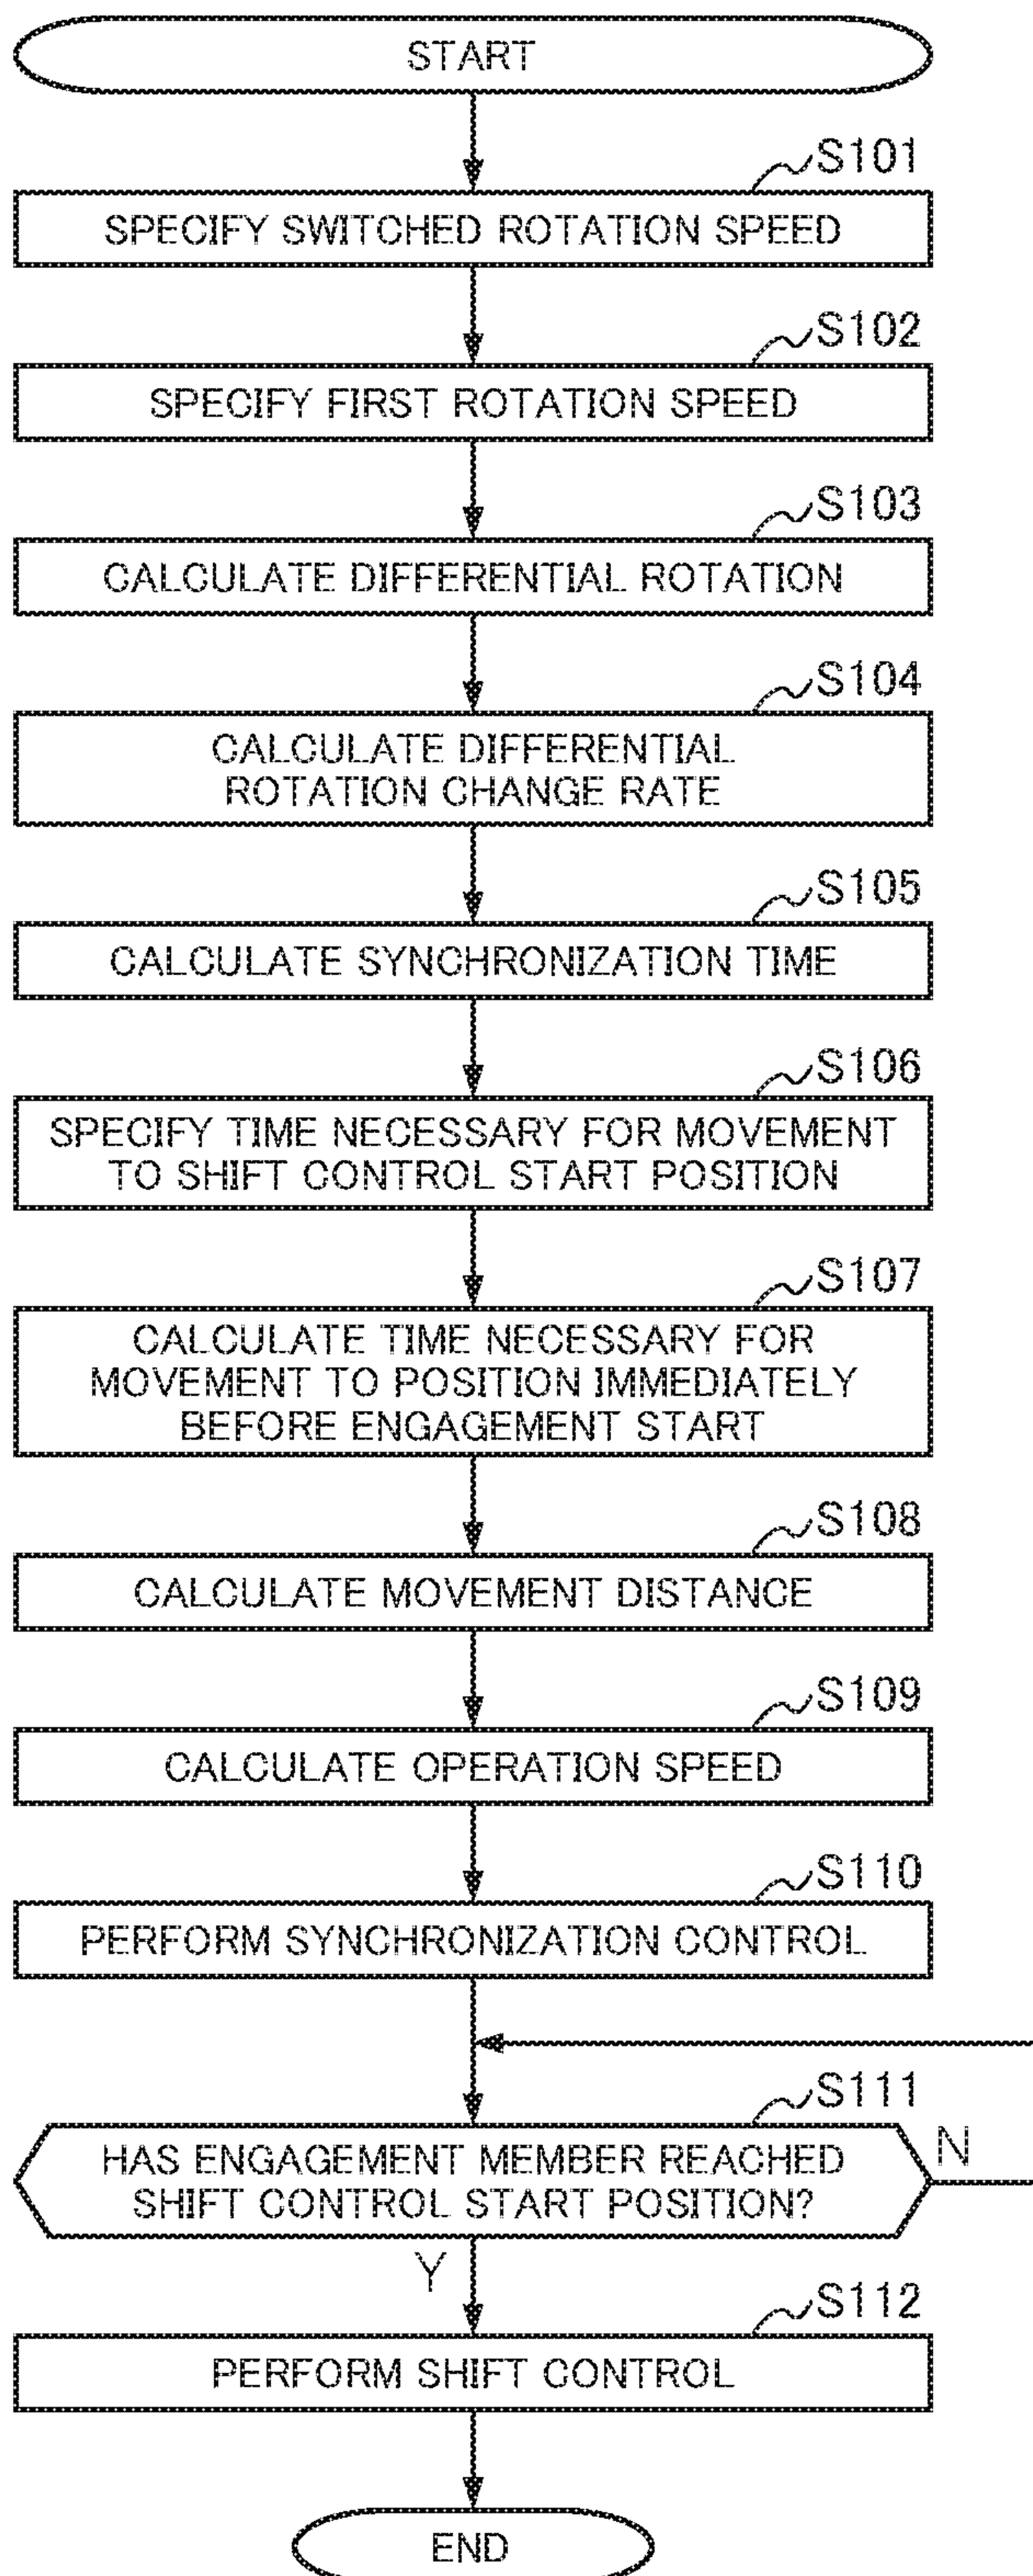 START
S101
SPECIFY SWITCHED ROTATION SPEED
S102
SPECIFY FIRST ROTATION SPEED
S103
CALCULATE DIFFERENTIAL ROTATION
S104
CALCULATE DIFFERENTIAL
ROTATION CHANGE RATE
S105
CALCULATE SYNCHRONIZATION TIME
S106
SPECIFY TIME NECESSARY FOR MOVEMENT
TO SHIFT CONTROL START POSITION
S107
CALCULATE TIME NECESSARY FOR
MOVEMENT TO POSITION IMMEDIATELY
BEFORE ENGAGEMENT START
S108
CALCULATE MOVEMENT DISTANCE
S109
CALCULATE OPERATION SPEED
S110
PERFORM SYNCHRONIZATION CONTROL
S111
HAS ENGAGEMENT MEMBER REACHED
SHIFT CONTROL START POSITION?
N
Y
S112
PERFORM SHIFT CONTROL
END